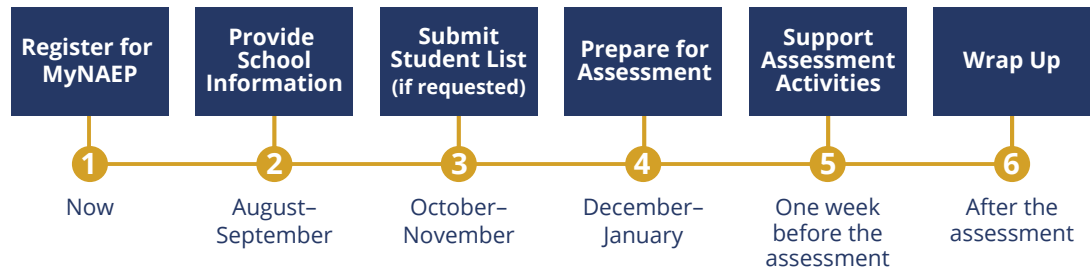 Register for
MyNAEP
Provide
School
Information
Submit
Student List
(if requested)
Prepare for
Assessment
Support
Assessment
Activities
Wrap Up
1
2
3
4
5
6
Now
August–
September
October–
November
December–
January
One week
before the
assessment
After the
assessment